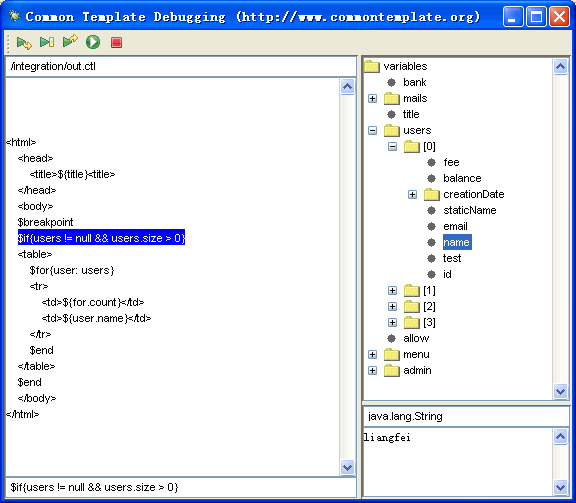 Common Template Debugging (http://www.commontemplate.org)
/integration/out.ctl
<html>
<head>
<title>${title}<title>
</head>
<body>
$breakpoint
$if{users != null && users.size > 0}
<table>
$for{user: users}
<tr>
<td>${for.count}</td>
<td>${user.name}</td>
</tr>
$end
</table>
$end
</body>
</html>
$if{users != null && users.size > 0}
variables
bank
mails
title
users
[0]
fee
balance
creationDate
staticName
email
name
test
id
[1]
[2]
[3]
allow
menu
admin
java.lang.String
liangfei